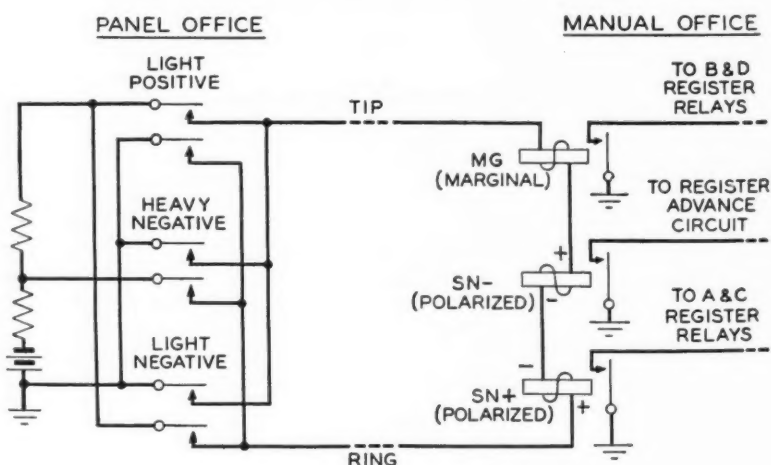 PANEL OFFICE
MANUAL OFFICE
LIGHT
POSITIVE
TIP
TO B&D
REGISTER
RELAYS
MG
(MARGINAL)
HEAVY
NEGATIVE
TO REGISTER
ADVANCE
CIRCUIT
+
SN-
(POLARIZED)
-
LIGHT
NEGATIVE
TO A&C
REGISTER
RELAYS
-
SN+
(POLARIZED)
+
RING